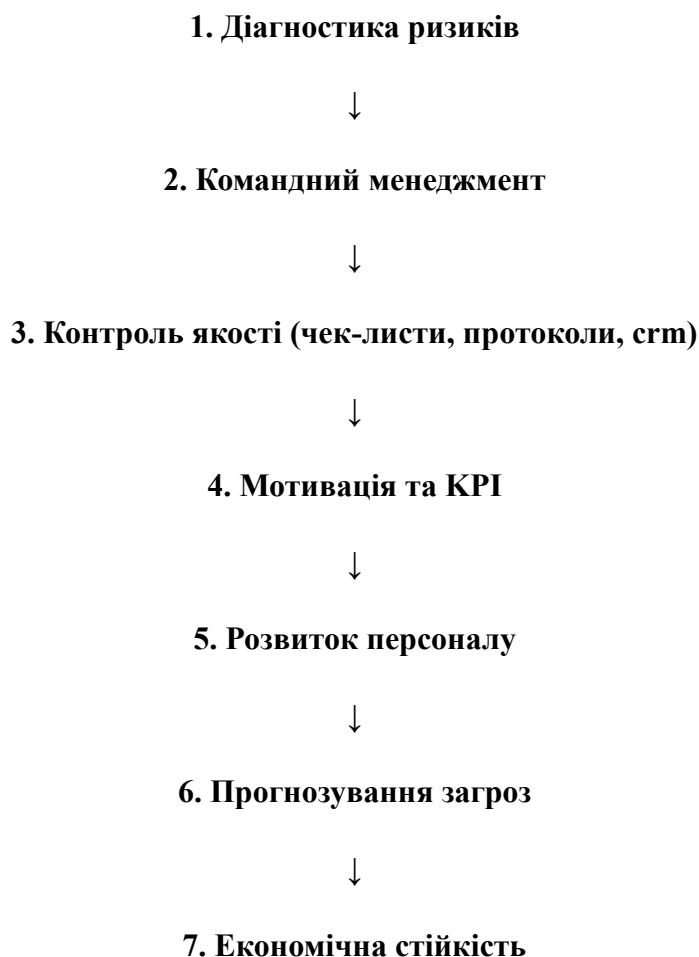 1. Діагностика ризиків
↓
2. Командний менеджмент
↓
3. Контроль якості (чек-листи, протоколи, crm)
↓
4. Мотивація та KPI
↓
5. Розвиток персоналу
↓
6. Прогнозування загроз
↓
7. Економічна стійкість